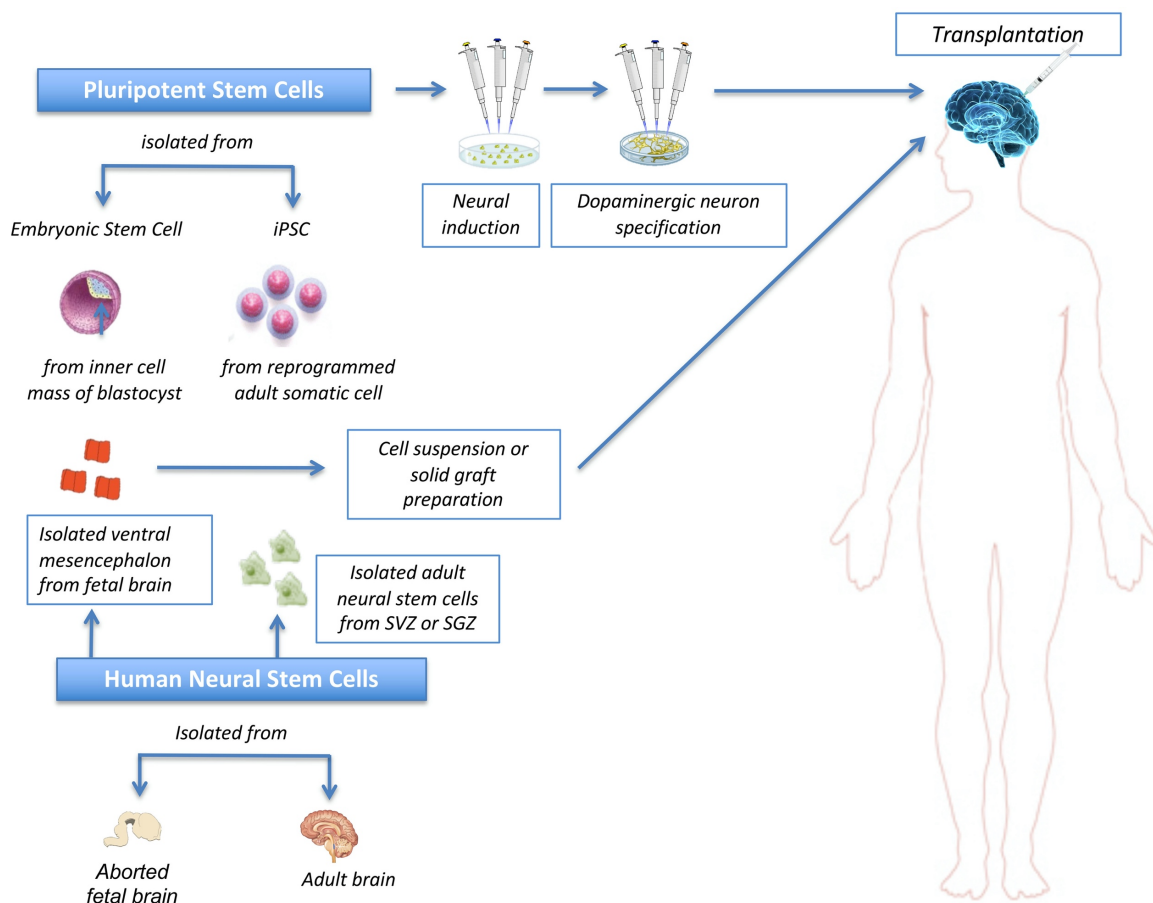 Transplantation
Pluripotent Stem Cells
isolated from
Embryonic Stem Cell
iPSC
Neural
induction
Dopaminergic neuron
specification
from inner cell
mass of blastocyst
from reprogrammed
adult somatic cell
Cell suspension or
solid graft
preparation
Isolated ventral
mesencephalon
from fetal brain
Isolated adult
neural stem cells
from SVZ or SGZ
Human Neural Stem Cells
Isolated from
Aborted
fetal brain
Adult brain